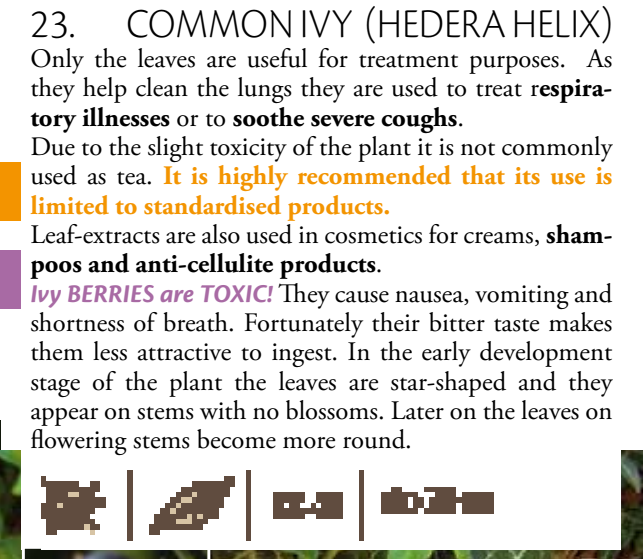 23. COMMON IVY (HEDERA HELIX)
Only the leaves are useful for treatment purposes. As
they help clean the lungs they are used to treat respira-
tory illnesses or to soothe severe coughs.
Due to the slight toxicity of the plant it is not commonly
used as tea. It is highly recommended that its use is
limited to standardised products.
Leaf-extracts are also used in cosmetics for creams, sham-
poos and anti-cellulite products.
Ivy BERRIES are TOXIC! They cause nausea, vomiting and
shortness of breath. Fortunately their bitter taste makes
them less attractive to ingest. In the early development
stage of the plant the leaves are star-shaped and they
appear on stems with no blossoms. Later on the leaves on
flowering stems become more round.